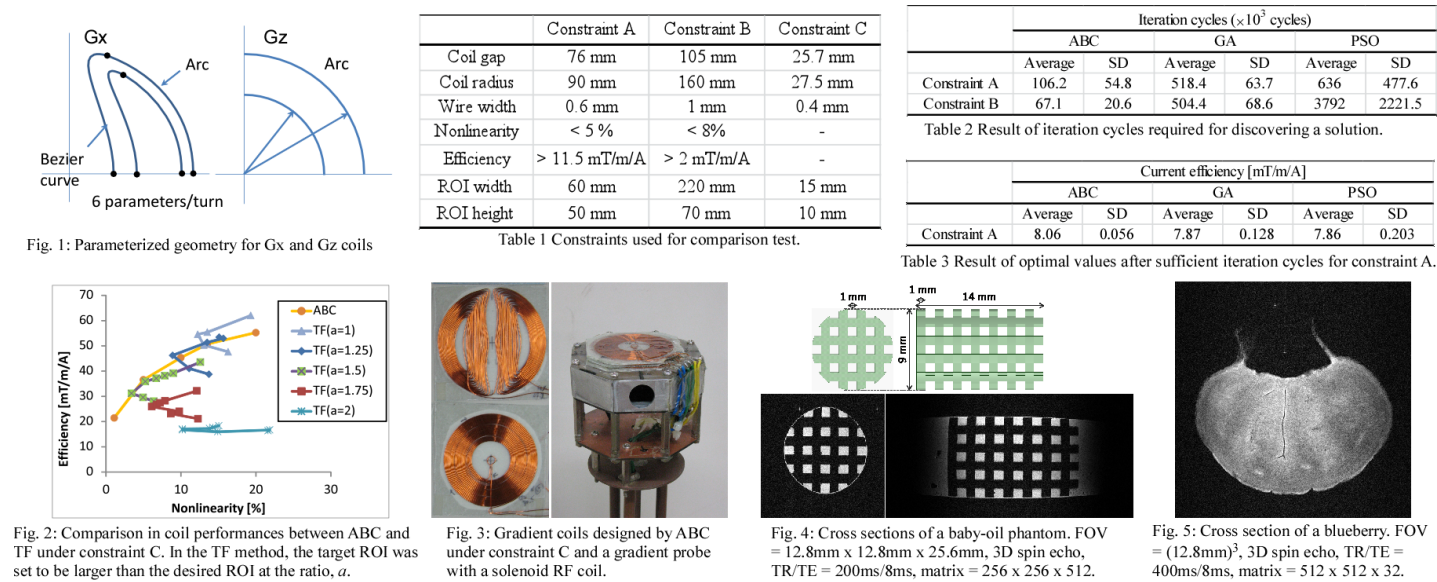 Gx
Gz
Arc
Arc
Bezier
curve
6 parameters/turn
Fig. 1: Parameterized geometry for Gx and Gz coils
Constraint A Constraint B Constraint C
Coil gap 76 mm 105 mm 25.7 mm
Coil radius 90 mm 160 mm 27.5 mm
Wire width 0.6 mm 1 mm 0.4 mm
Nonlinearity < 5 % < 8% -
Efficiency > 11.5 mT/m/A > 2 mT/m/A -
ROI width 60 mm 220 mm 15 mm
ROI height 50 mm 70 mm 10 mm
Table 1 Constraints used for comparison test.
Iteration cycles (×10³ cycles)
ABC GA PSO
Average SD Average SD Average SD
Constraint A 106.2 54.8 518.4 63.7 636 477.6
Constraint B 67.1 20.6 504.4 68.6 3792 2221.5
Table 2 Result of iteration cycles required for discovering a solution.
Current efficiency [mT/m/A]
ABC GA PSO
Average SD Average SD Average SD
Constraint A 8.06 0.056 7.87 0.128 7.86 0.203
Table 3 Result of optimal values after sufficient iteration cycles for constraint A.
Efficiency [mT/m/A]
70
60
50
40
30
20
10
0
0 10 20 30
Nonlinearity [%]
ABC
TF(a=1)
TF(a=1.25)
TF(a=1.5)
TF(a=1.75)
TF(a=2)
Fig. 2: Comparison in coil performances between ABC and
TF under constraint C. In the TF method, the target ROI was
set to be larger than the desired ROI at the ratio, a.
Fig. 3: Gradient coils designed by ABC
under constraint C and a gradient probe
with a solenoid RF coil.
1 mm
1 mm
14 mm
9 mm
Fig. 4: Cross sections of a baby-oil phantom. FOV
= 12.8mm x 12.8mm x 25.6mm, 3D spin echo,
TR/TE = 200ms/8ms, matrix = 256 x 256 x 512.
Fig. 5: Cross section of a blueberry. FOV
= (12.8mm)³, 3D spin echo, TR/TE =
400ms/8ms, matrix = 512 x 512 x 32.